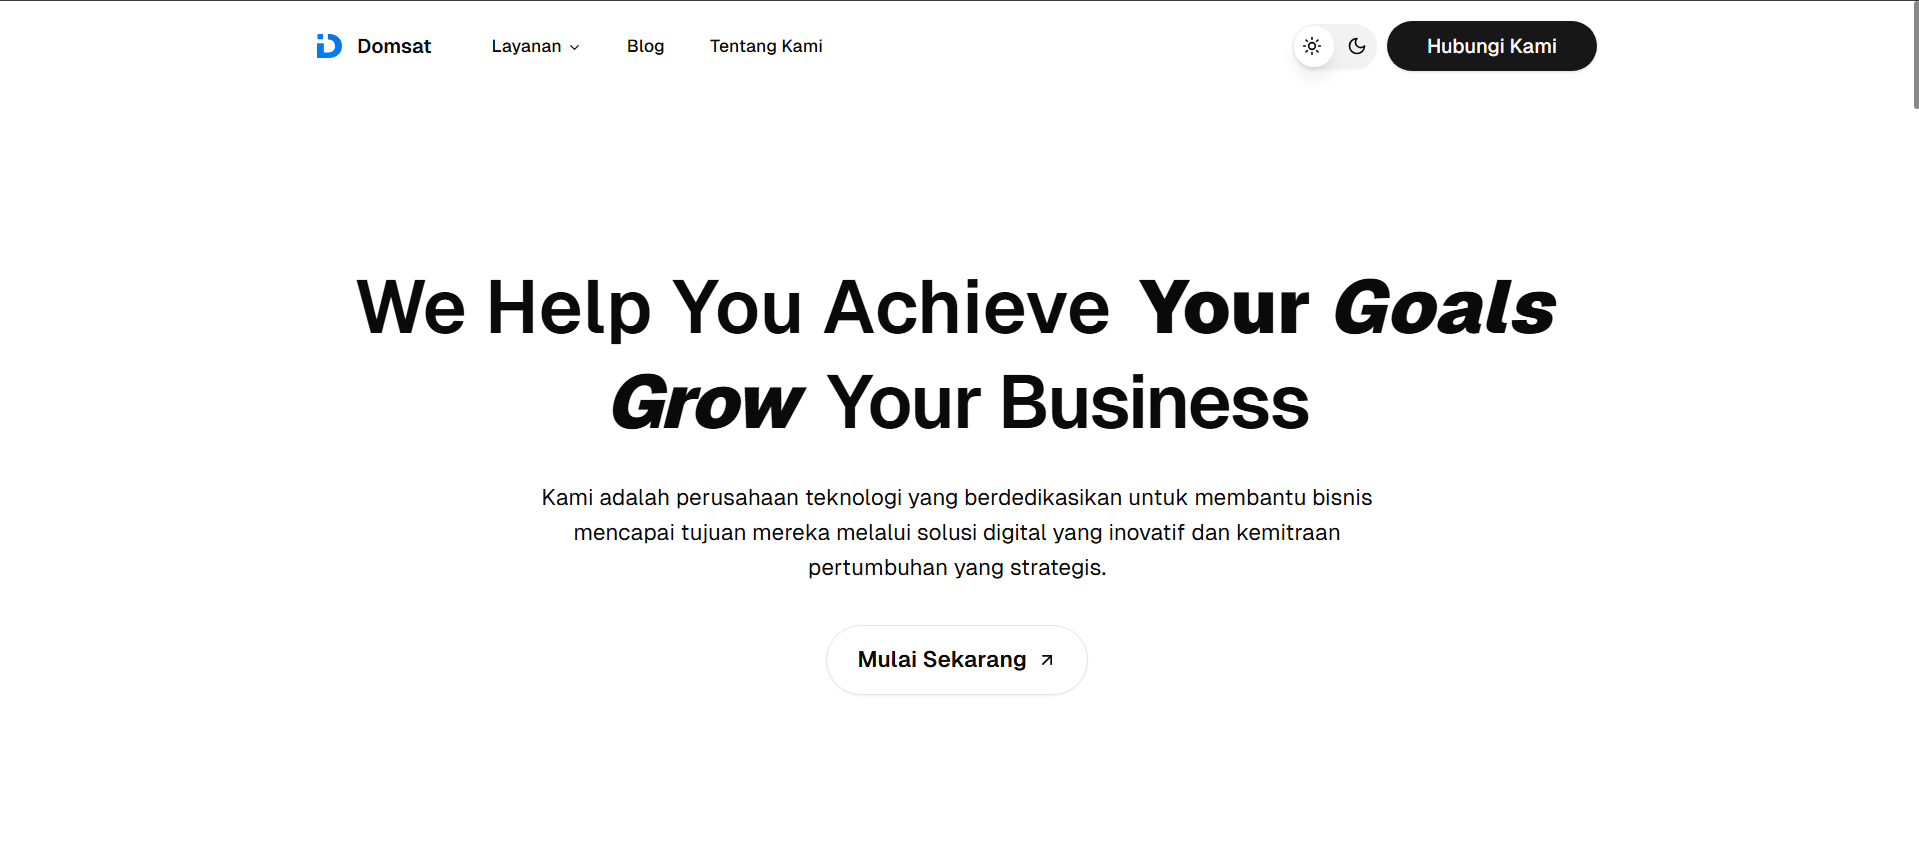 Domsat
Layanan
Blog
Tentang Kami
Hubungi Kami
We Help You Achieve Your Goals
Grow Your Business
Kami adalah perusahaan teknologi yang berdedikasikan untuk membantu bisnis
mencapai tujuan mereka melalui solusi digital yang inovatif dan kemitraan
pertumbuhan yang strategis.
Mulai Sekarang